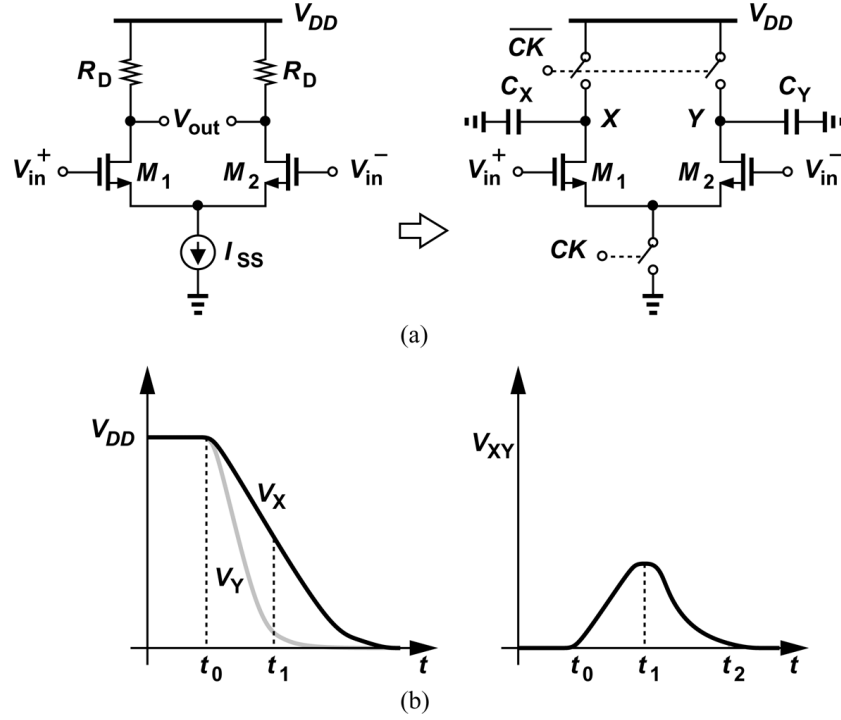 V_DD V_DD
R_D R_D \overline{CK}
C_X C_Y
V_out X Y
V_in^+ M_1 M_2 V_in^- V_in^+ M_1 M_2 V_in^-
I_SS CK
(a)
V_DD V_XY
V_X
V_Y
t_0 t_1 t t_0 t_1 t_2 t
(b)